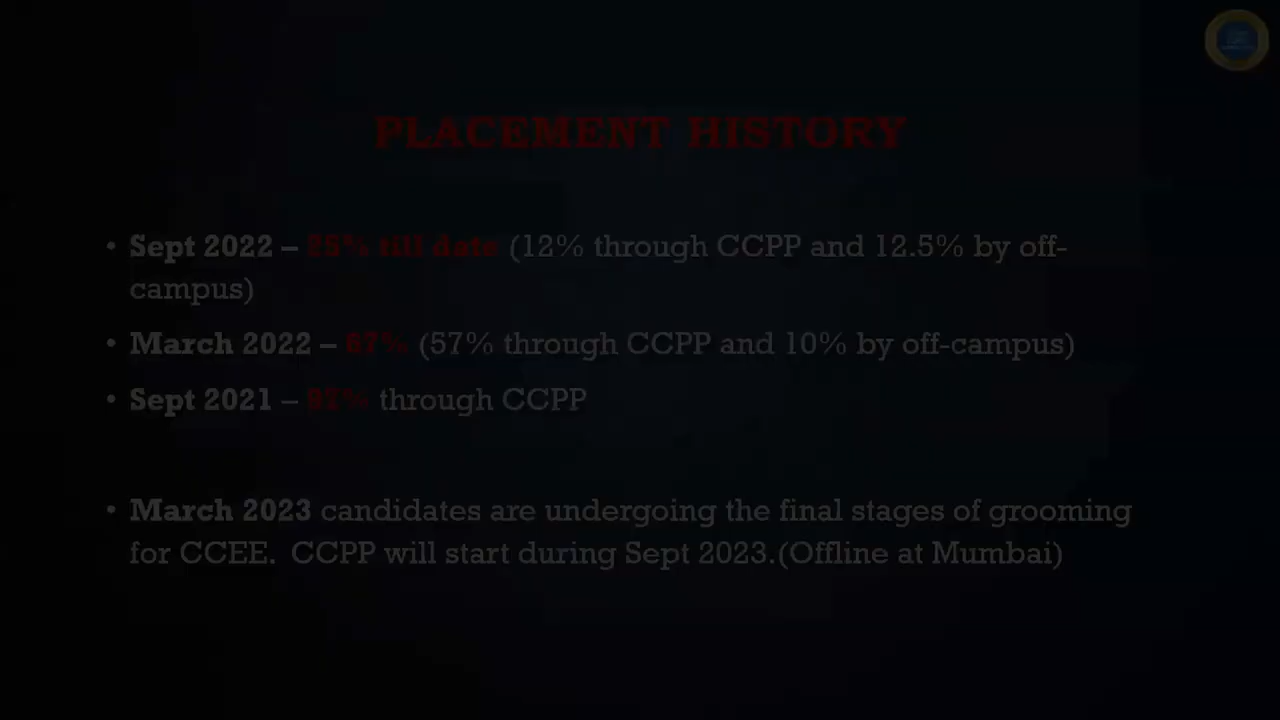 PLACEMENT HISTORY
• Sept 2022 – 25% till date (12% through CCPP and 12.5% by off-
campus)
• March 2022 – 67% (57% through CCPP and 10% by off-campus)
• Sept 2021 – 97% through CCPP
• March 2023 candidates are undergoing the final stages of grooming
for CCEE. CCPP will start during Sept 2023.(Offline at Mumbai)